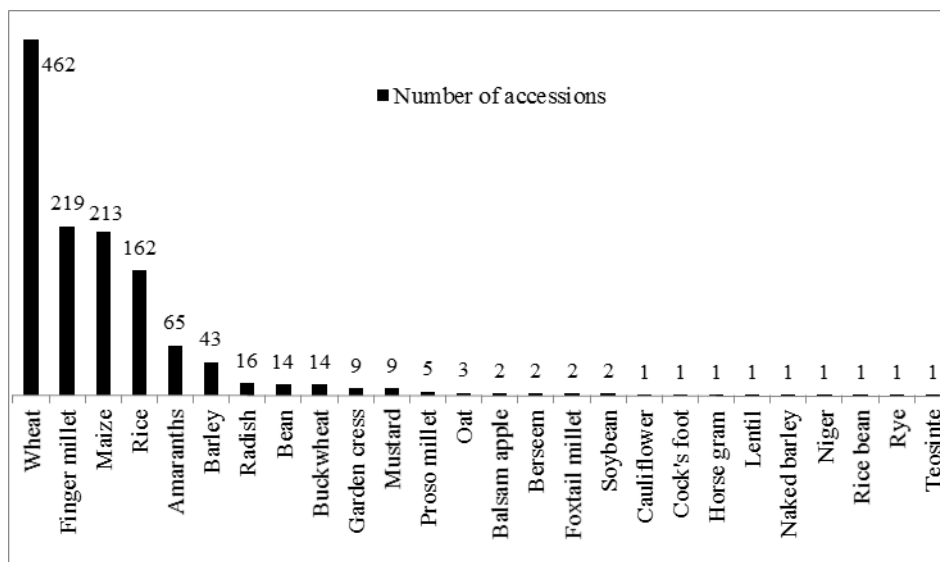 462
Number of accessions
219
213
162
65
43
16
14
14
9
9
5
3
2
2
2
2
1
1
1
1
1
1
1
1
1
Wheat
Finger millet
Maize
Rice
Amaranths
Barley
Radish
Bean
Buckwheat
Garden cress
Mustard
Proso millet
Oat
Balsam apple
Berseem
Foxtail millet
Soybean
Cauliflower
Cock's foot
Horse gram
Lentil
Naked barley
Niger
Rice bean
Rye
Teosinte